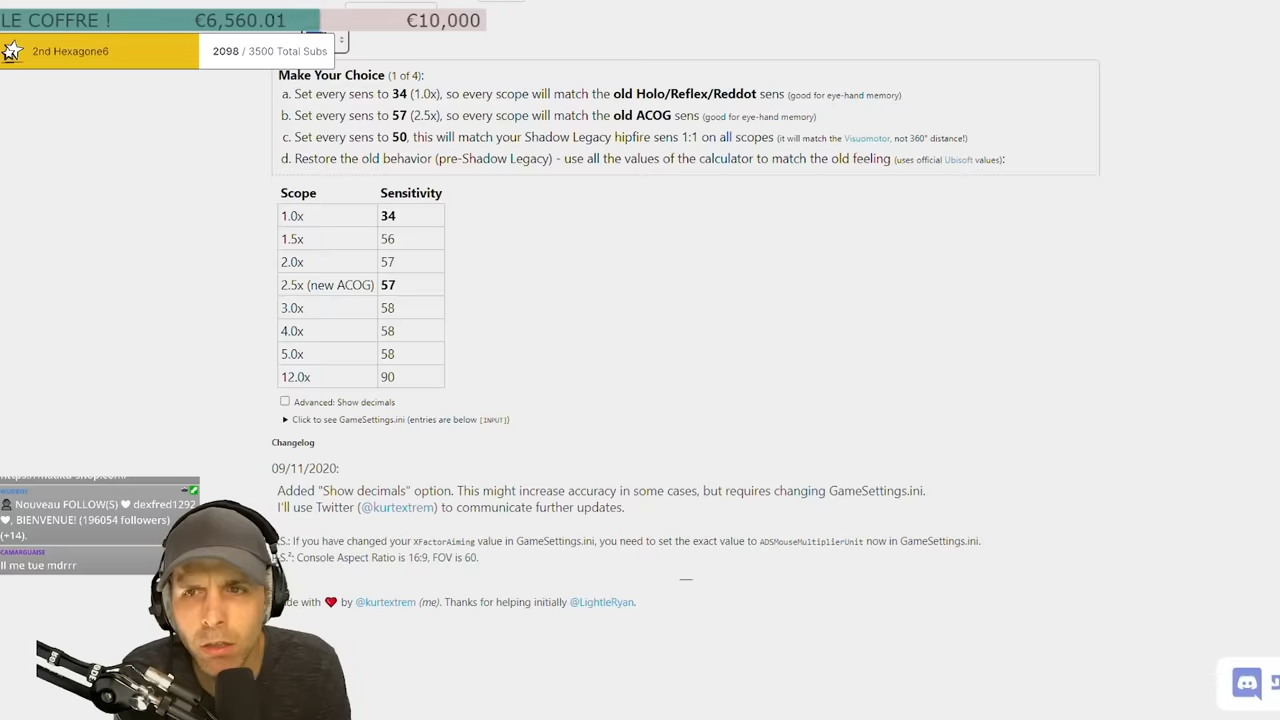 LE COFFRE ! €6,560.01 €10,000
2nd Hexagone6 2098 / 3500 Total Subs
Make Your Choice (1 of 4):
a. Set every sens to 34 (1.0x), so every scope will match the old Holo/Reflex/Reddot sens (good for eye-hand memory)
b. Set every sens to 57 (2.5x), so every scope will match the old ACOG sens (good for eye-hand memory)
c. Set every sens to 50, this will match your Shadow Legacy hipfire sens 1:1 on all scopes (it will match the Visuomotor, not 360° distance!)
d. Restore the old behavior (pre-Shadow Legacy) - use all the values of the calculator to match the old feeling (uses official Ubisoft values):
Scope Sensitivity
1.0x 34
1.5x 56
2.0x 57
2.5x (new ACOG) 57
3.0x 58
4.0x 58
5.0x 58
12.0x 90
Advanced: Show decimals
Click to see GameSettings.ini (entries are below [INPUT])
Changelog
09/11/2020:
Added "Show decimals" option. This might increase accuracy in some cases, but requires changing GameSettings.ini.
I'll use Twitter (@kurtextrem) to communicate further updates.
S.: If you have changed your XFactorAiming value in GameSettings.ini, you need to set the exact value to ADSMouseMultiplierUnit now in GameSettings.ini.
S.²: Console Aspect Ratio is 16:9, FOV is 60.
de with ❤ by @kurtextrem (me). Thanks for helping initially @LightleRyan.
Nouveau FOLLOW(S) ♥ dexfred1292
♥, BIENVENUE! (196054 followers)
(+14).
CAMARGUAISE
Il me tue mdrrr